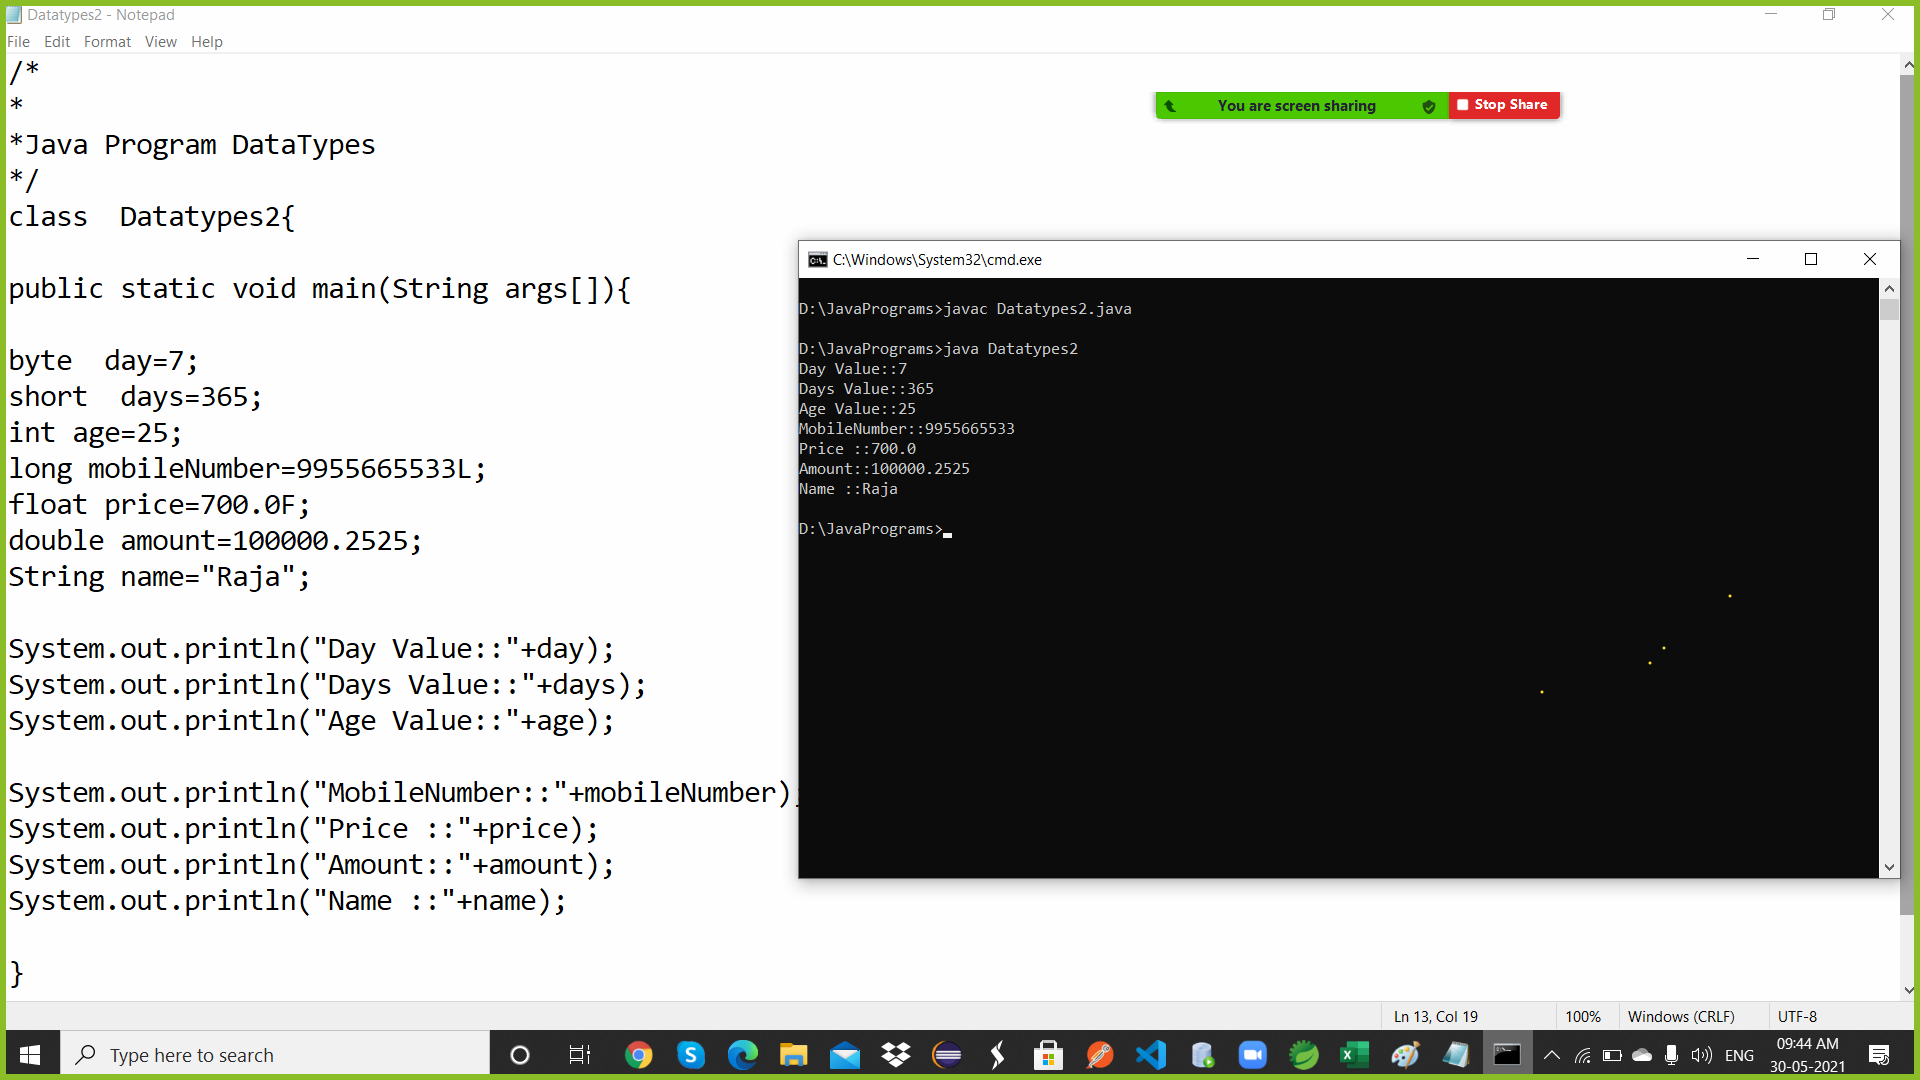 Datatypes2 - Notepad
File Edit Format View Help
/*
*
*Java Program DataTypes
*/
class  Datatypes2{
public static void main(String args[]){
byte  day=7;
short  days=365;
int age=25;
long mobileNumber=9955665533L;
float price=700.0F;
double amount=100000.2525;
String name="Raja";
System.out.println("Day Value::"+day);
System.out.println("Days Value::"+days);
System.out.println("Age Value::"+age);
System.out.println("MobileNumber::"+mobileNumber);
System.out.println("Price ::"+price);
System.out.println("Amount::"+amount);
System.out.println("Name ::"+name);
}
You are screen sharing
Stop Share
C:\Windows\System32\cmd.exe
D:\JavaPrograms>javac Datatypes2.java
D:\JavaPrograms>java Datatypes2
Day Value::7
Days Value::365
Age Value::25
MobileNumber::9955665533
Price ::700.0
Amount::100000.2525
Name ::Raja
D:\JavaPrograms>
Ln 13, Col 19
100%
Windows (CRLF)
UTF-8
Type here to search
ENG
09:44 AM
30-05-2021